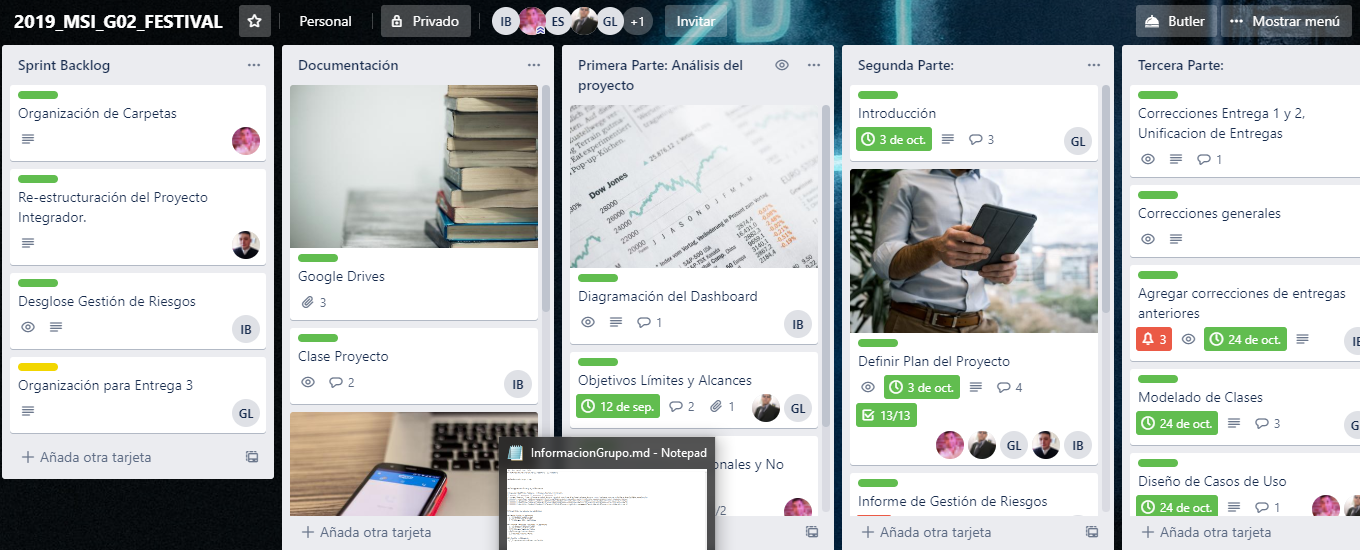 2019_MSI_G02_FESTIVAL
Personal
Privado
IB
ES
GL
+1
Invitar
Butler
Mostrar menú
Sprint Backlog
Organización de Carpetas
Re-estructuración del Proyecto
Integrador.
Desglose Gestión de Riesgos
IB
Organización para Entrega 3
GL
Añada otra tarjeta
Documentación
Google Drives
3
Clase Proyecto
2
IB
Añada otra tarjeta
InformacionGrupo.md - Notepad
Primera Parte: Análisis del
proyecto
Dow Jones
28000
26000
24000
22000
20000
Diagramación del Dashboard
1
IB
Objetivos Límites y Alcances
12 de sep.
2
1
GL
onales y No
/2
Segunda Parte:
Introducción
3 de oct.
3
GL
Definir Plan del Proyecto
3 de oct.
4
13/13
GL
IB
Informe de Gestión de Riesgos
Añada otra tarjeta
Tercera Parte:
Correcciones Entrega 1 y 2,
Unificacion de Entregas
1
Correcciones generales
Agregar correcciones de entregas
anteriores
3
24 de oct.
Modelado de Clases
24 de oct.
3
Diseño de Casos de Uso
24 de oct.
1
Añada otra tarjeta